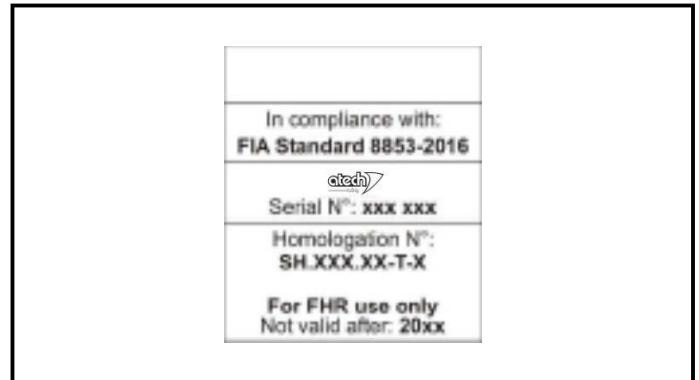 In compliance with:
FIA Standard 8853-2016
atech
Serial N°: xxx xxx
Homologation N°:
SH.XXX.XX-T-X
For FHR use only
Not valid after: 20xx